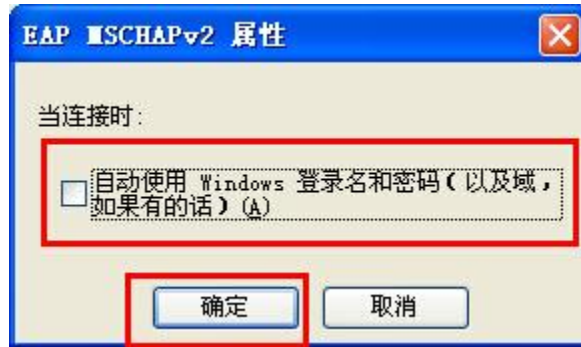 EAP MSCHAPv2 属性
当连接时:
自动使用 Windows 登录名和密码(以及域,
如果有的话)(A)
确定 取消